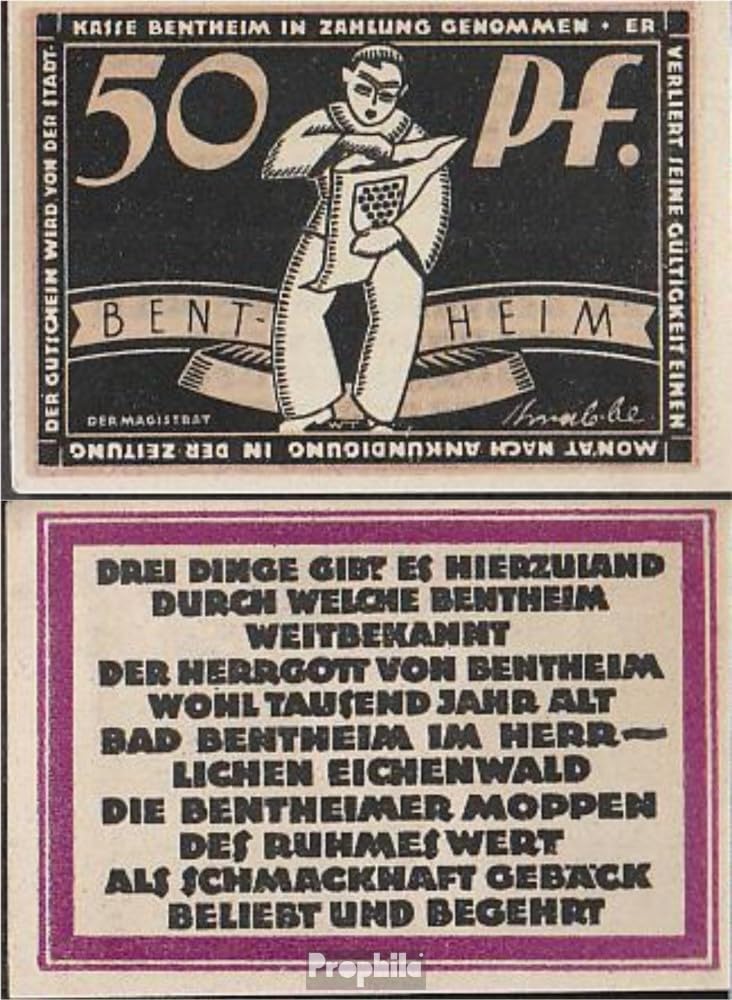 DER GUTSCHEIN WIRD VON DER STADT-
KASSE BENTHEIM IN ZAHLUNG GENOMMEN · ER
VERLIERT SEINE GÜLTIGKEIT EINEN
MONAT NACH ANKÜNDIGUNG IN DER ZEITUNG
50 Pf.
BENT- HEIM
DER MAGISTRAT
WT
DREI DINGE GIBT ES HIERZULAND
DURCH WELCHE BENTHEIM
WEITBEKANNT
DER HERRGOTT VON BENTHEIM
WOHL TAUSEND JAHR ALT
BAD BENTHEIM IM HERR-
LICHEN EICHENWALD
DIE BENTHEIMER MOPPEN
DES RUHMES WERT
ALS SCHMACKHAFT GEBÄCK
BELIEBT UND BEGEHRT
Prophila